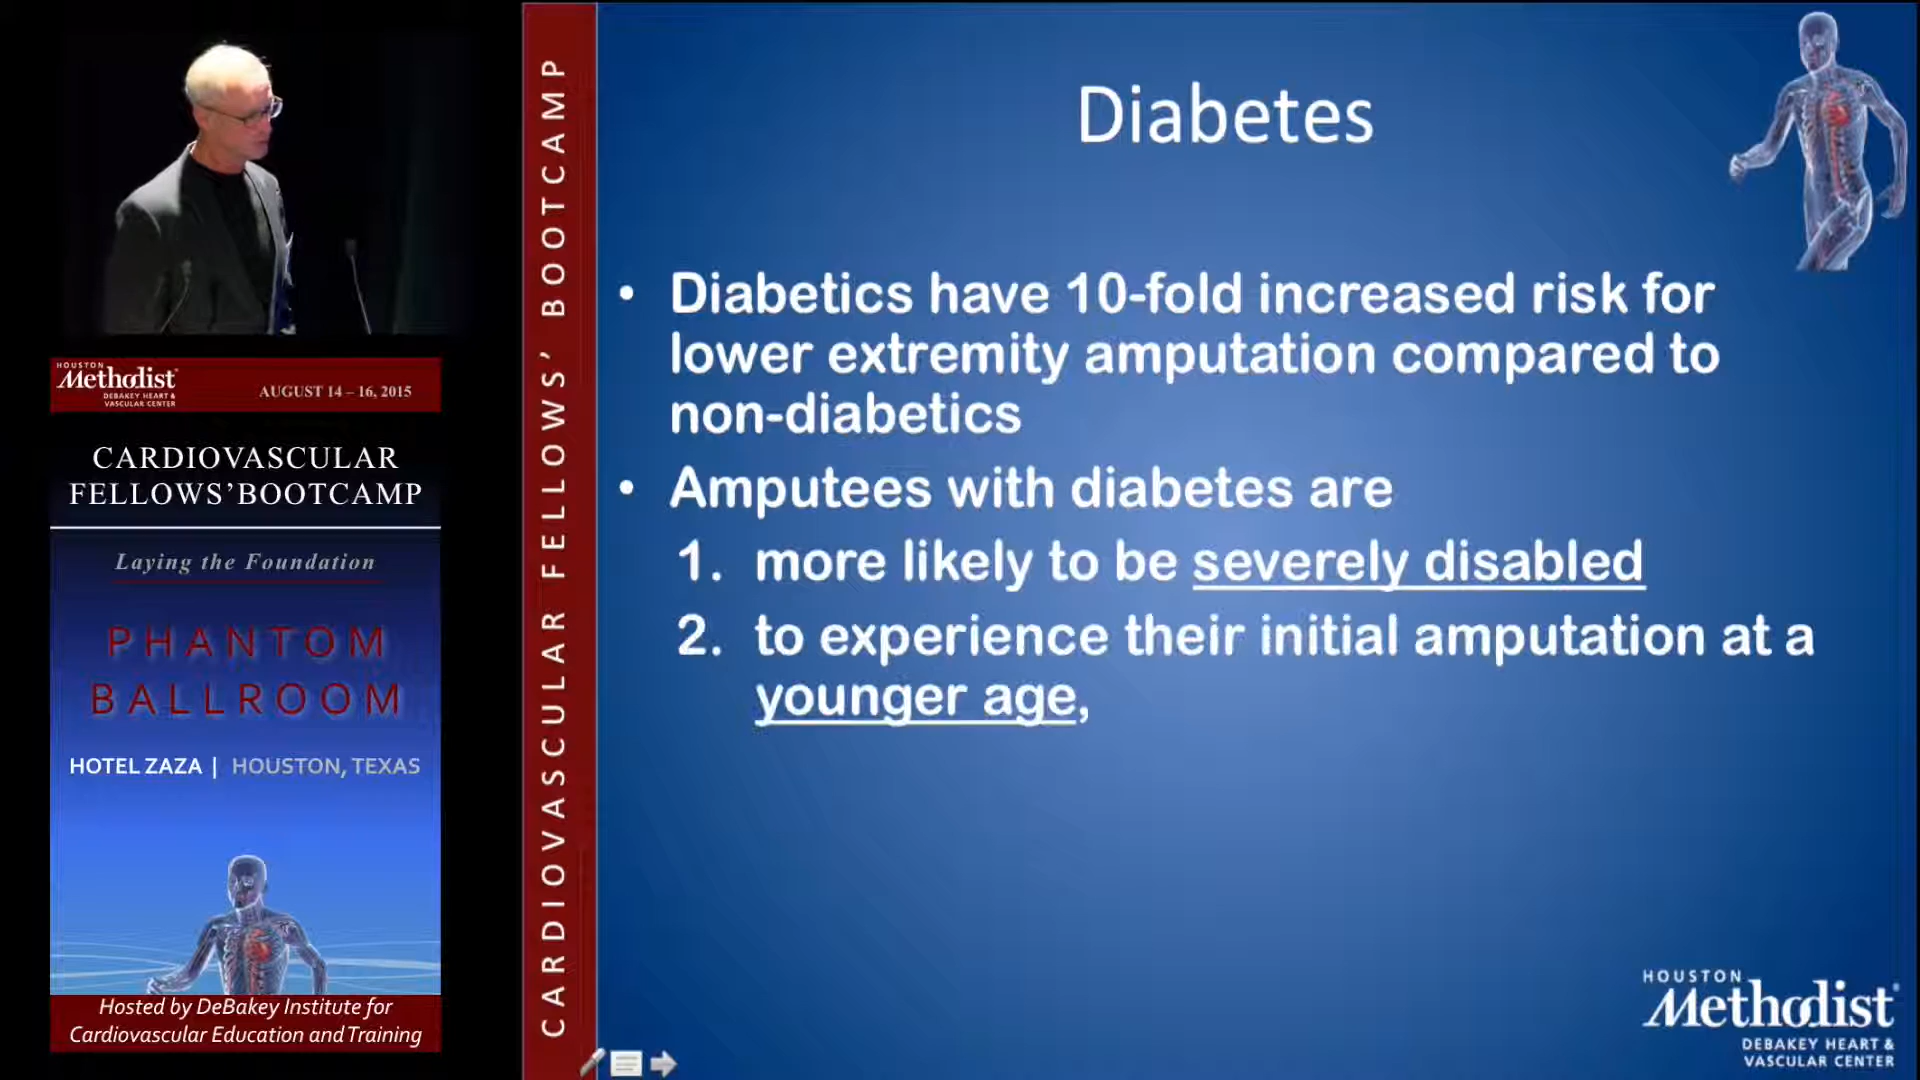 HOUSTON
Methodist
DEBAKEY HEART &
VASCULAR CENTER
AUGUST 14 – 16, 2015
CARDIOVASCULAR
FELLOWS’BOOTCAMP
Laying the Foundation
PHANTOM
BALLROOM
HOTEL ZAZA | HOUSTON, TEXAS
Hosted by DeBakey Institute for
Cardiovascular Education and Training
CARDIOVASCULAR FELLOWS’ BOOTCAMP
Diabetes
• Diabetics have 10-fold increased risk for
lower extremity amputation compared to
non-diabetics
• Amputees with diabetes are
1. more likely to be severely disabled
2. to experience their initial amputation at a
younger age,
HOUSTON
Methodist
DEBAKEY HEART &
VASCULAR CENTER